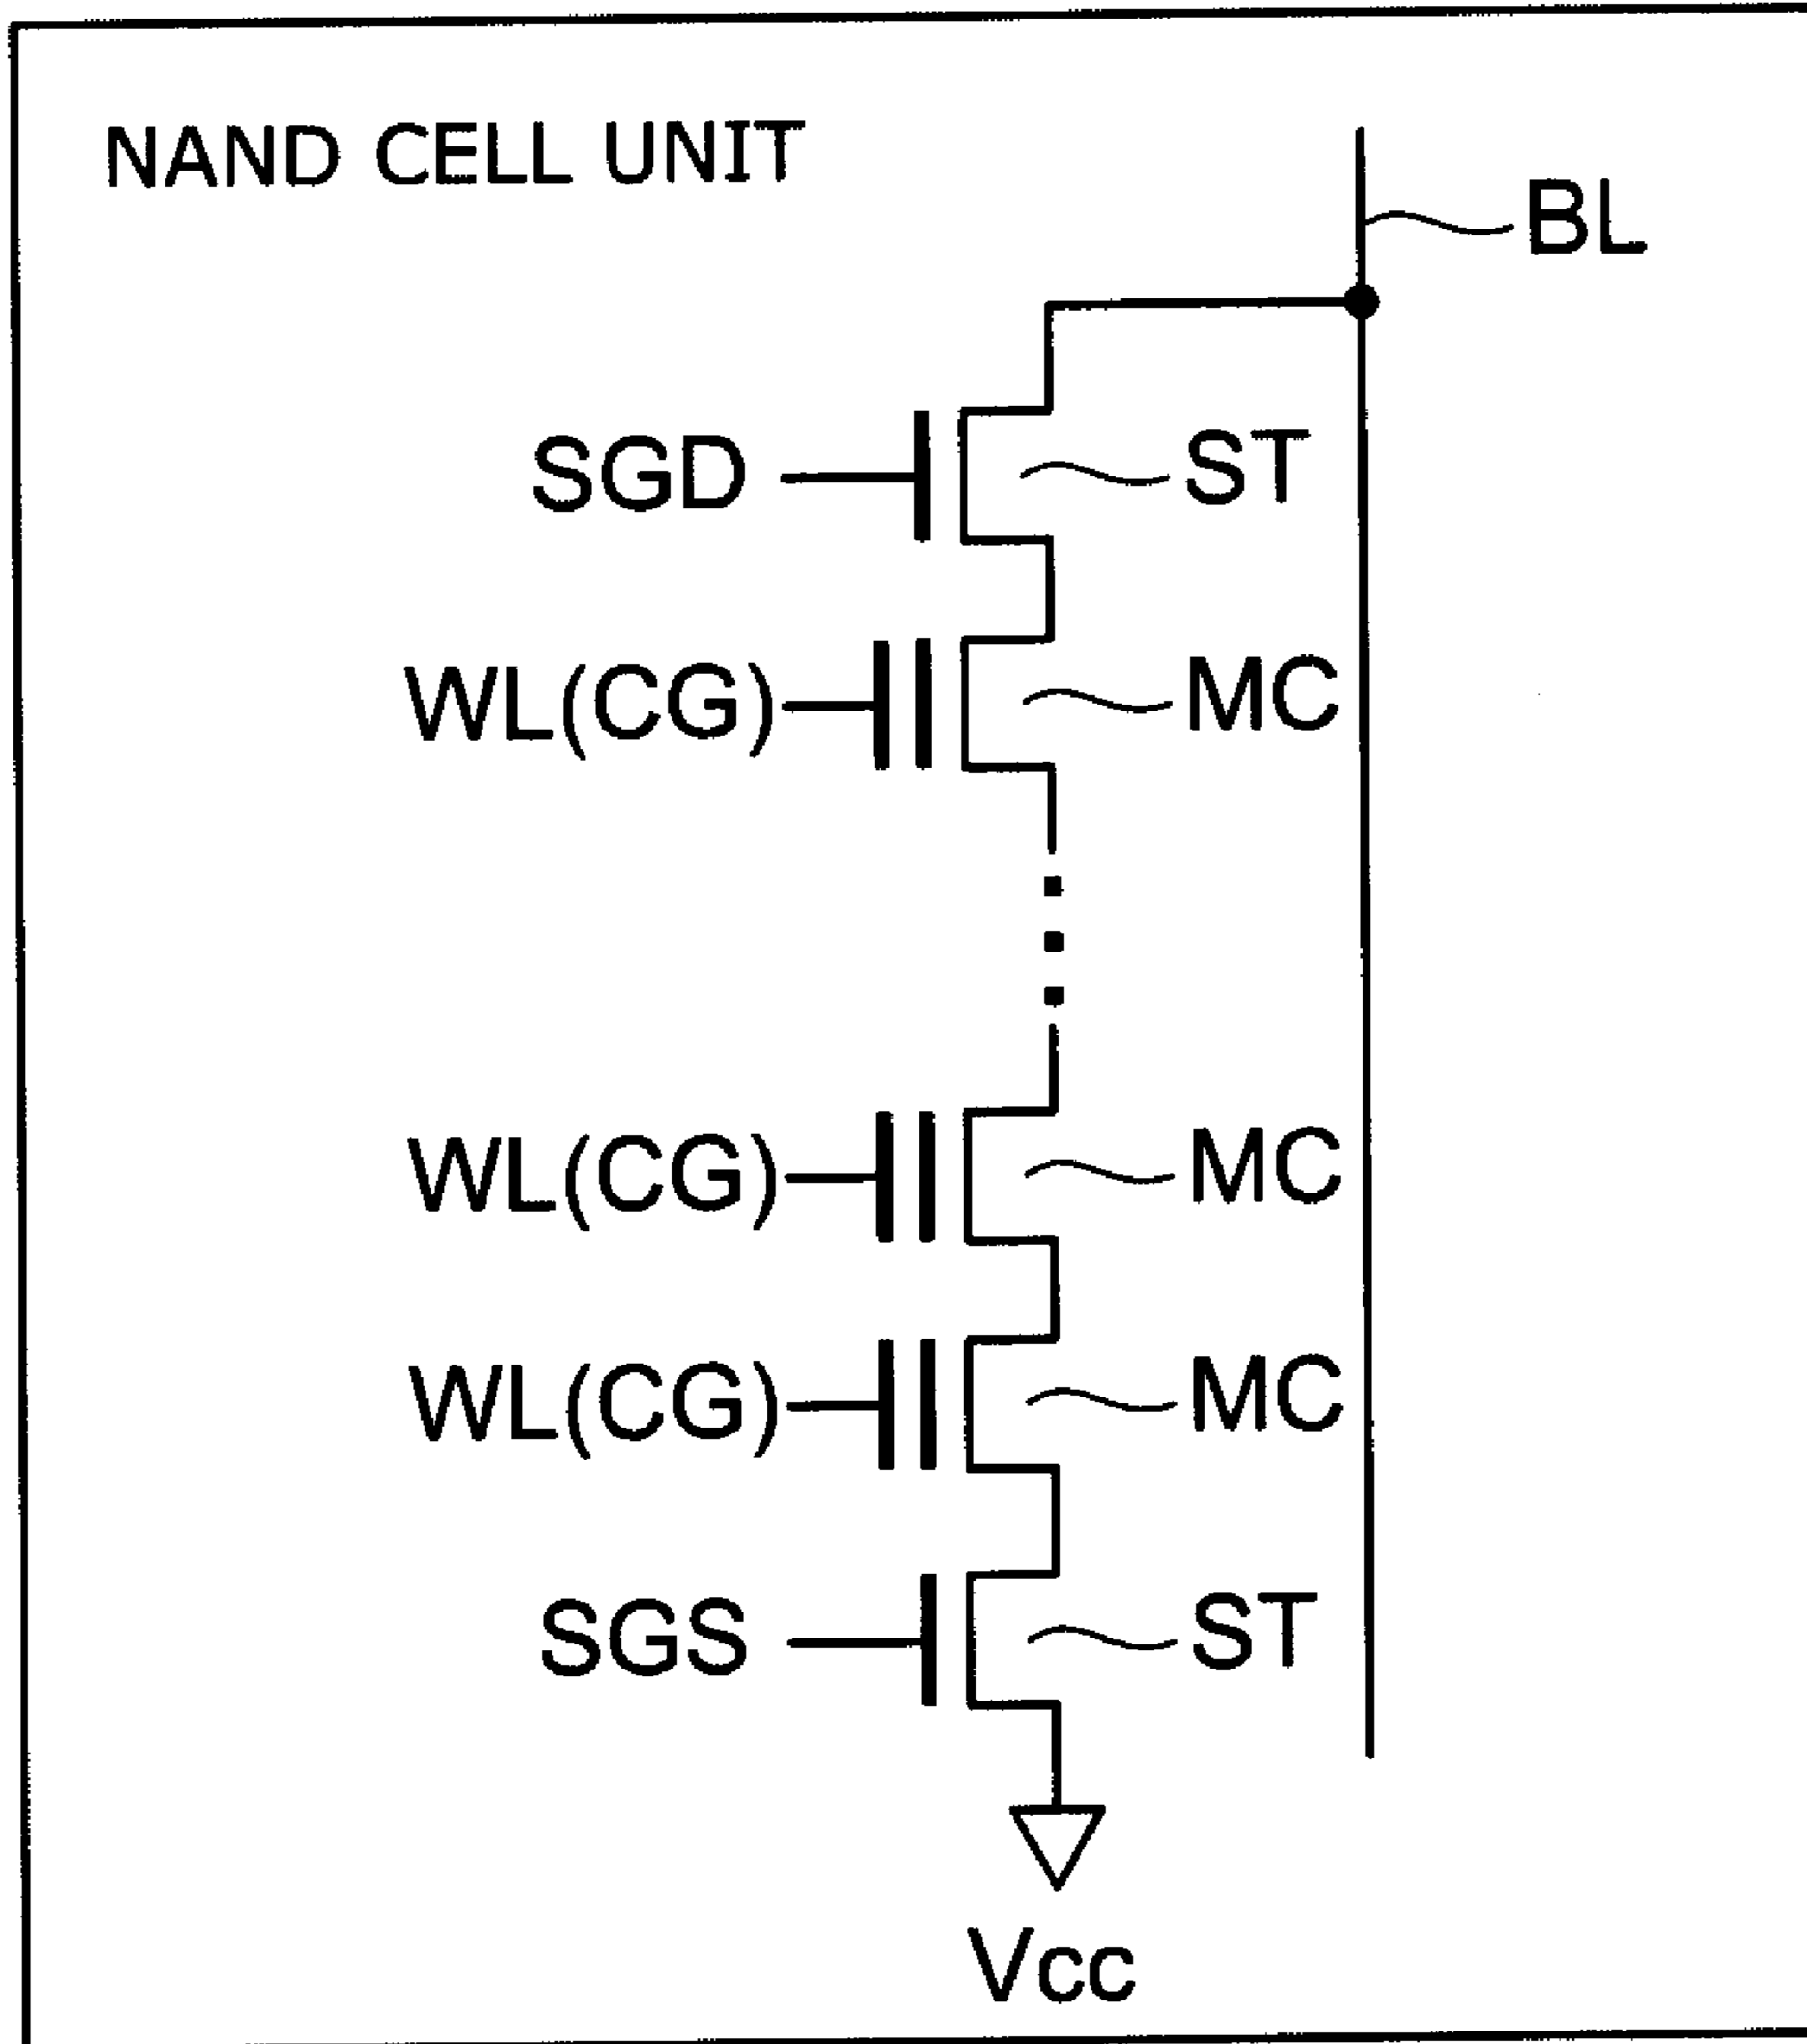 NAND CELL UNIT
BL
SGD ST
WL(CG) MC
WL(CG) MC
WL(CG) MC
SGS ST
Vcc